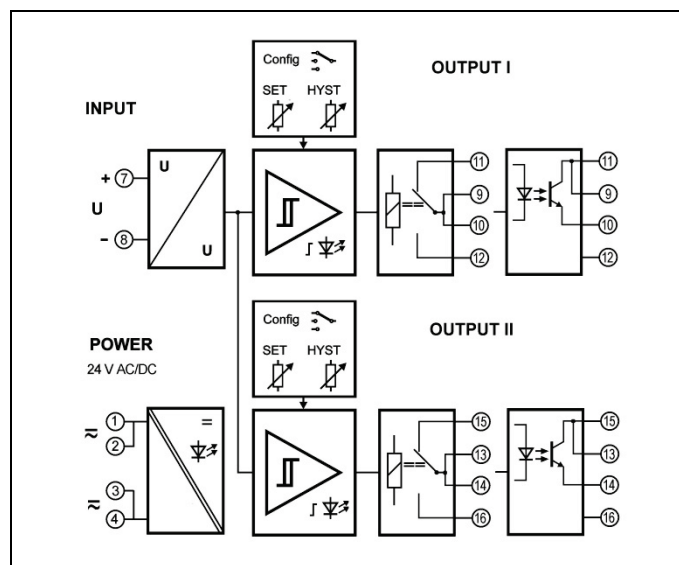 Config
SET HYST
OUTPUT I
INPUT
+ 7
U
- 8
U
U
11
9
10
12
11
9
10
12
Config
SET HYST
OUTPUT II
POWER
24 V AC/DC
1
2
3
4
15
13
14
16
15
13
14
16